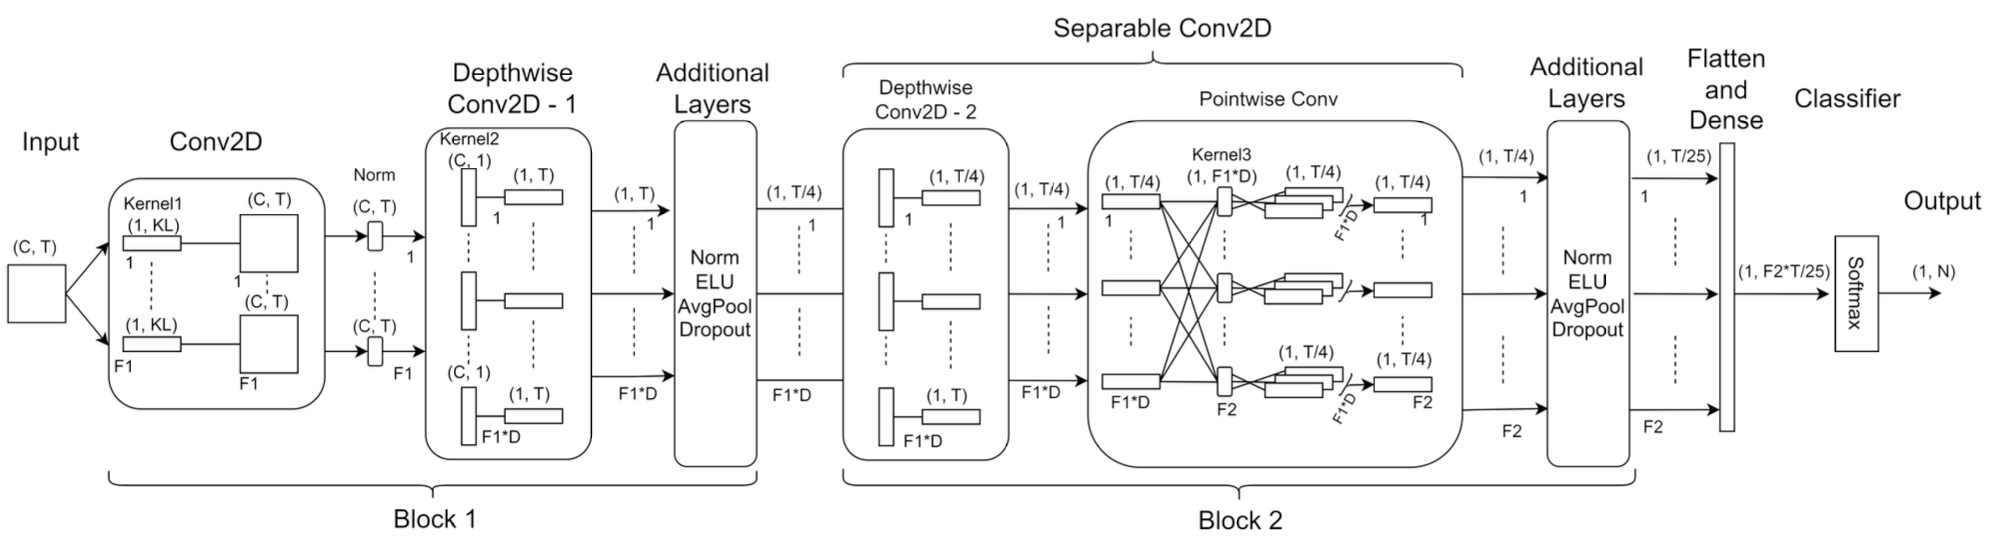 Input
(C, T)
Conv2D
Kernel1
(1, KL)
1
(C, T)
1
(C, T)
(1, KL)
F1
F1
Norm
(C, T)
1
(C, T)
F1
Depthwise
Conv2D - 1
Kernel2
(C, 1)
(1, T)
1
(C, 1)
(1, T)
F1*D
(1, T)
1
F1*D
Additional
Layers
Norm
ELU
AvgPool
Dropout
Block 1
(1, T/4)
1
F1*D
Separable Conv2D
Depthwise
Conv2D - 2
(1, T/4)
1
(1, T)
F1*D
(1, T/4)
1
F1*D
Pointwise Conv
(1, T/4)
1
F1*D
Kernel3
(1, F1*D)
(1, T/4)
F1*D
(1, T/4)
1
(1, T/4)
F1*D
F2
(1, T/4)
F2
(1, T/4)
1
F2
Additional
Layers
Norm
ELU
AvgPool
Dropout
Block 2
(1, T/25)
1
F2
Flatten
and
Dense
(1, F2*T/25)
Classifier
Softmax
Output
(1, N)